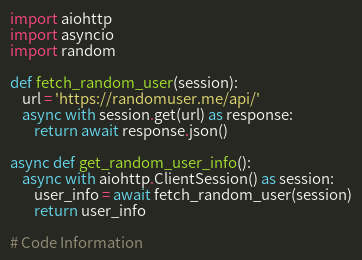 import aiohttp
import asyncio
import random

def fetch_random_user(session):
    url = 'https://randomuser.me/api/'
    async with session.get(url) as response:
        return await response.json()

async def get_random_user_info():
    async with aiohttp.ClientSession() as session:
        user_info = await fetch_random_user(session)
        return user_info

# Code Information